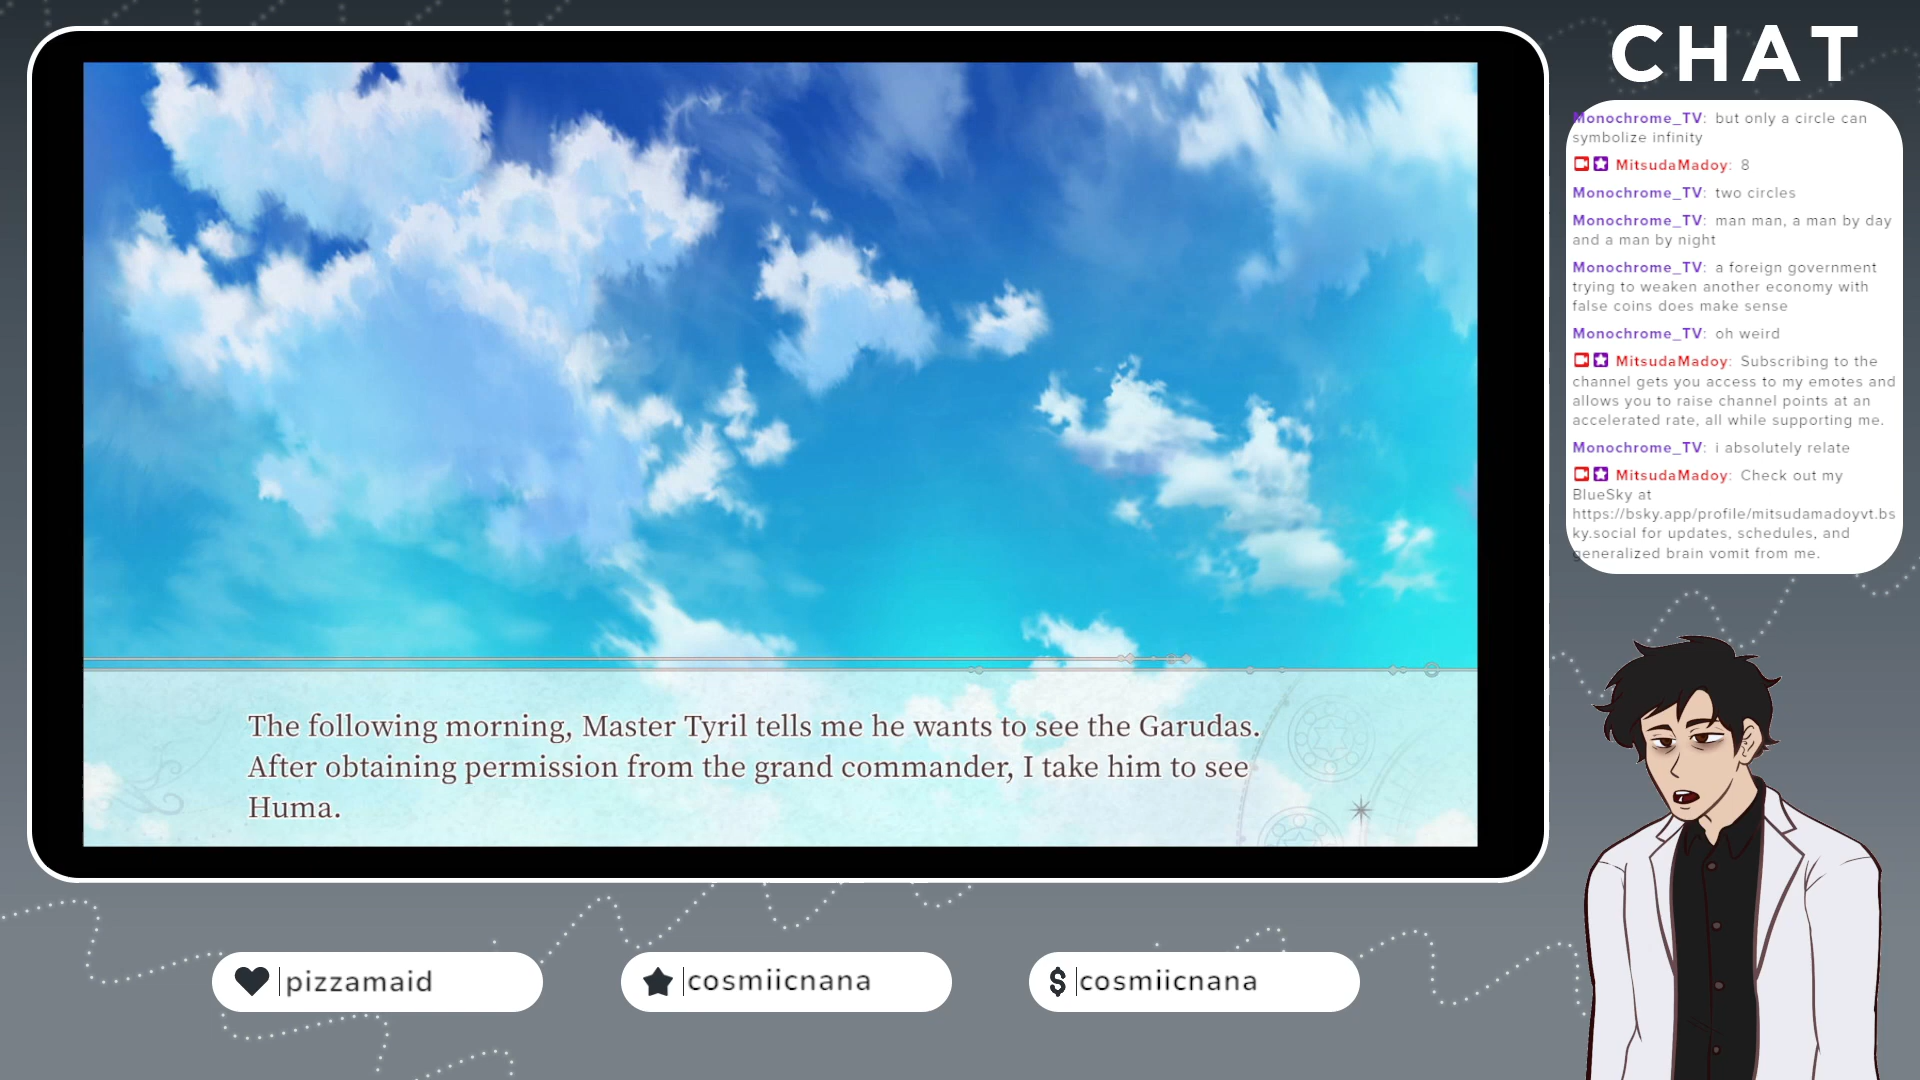 CHAT
Monochrome_TV: but only a circle can
symbolize infinity
MitsudaMadoy: 8
Monochrome_TV: two circles
Monochrome_TV: man man, a man by day
and a man by night
Monochrome_TV: a foreign government
trying to weaken another economy with
false coins does make sense
Monochrome_TV: oh weird
MitsudaMadoy: Subscribing to the
channel gets you access to my emotes and
allows you to raise channel points at an
accelerated rate, all while supporting me.
Monochrome_TV: i absolutely relate
MitsudaMadoy: Check out my
BlueSky at
https://bsky.app/profile/mitsudamadoyvt.bs
ky.social for updates, schedules, and
generalized brain vomit from me.
The following morning, Master Tyril tells me he wants to see the Garudas.
After obtaining permission from the grand commander, I take him to see
Huma.
pizzamaid
cosmiicnana
$ cosmiicnana